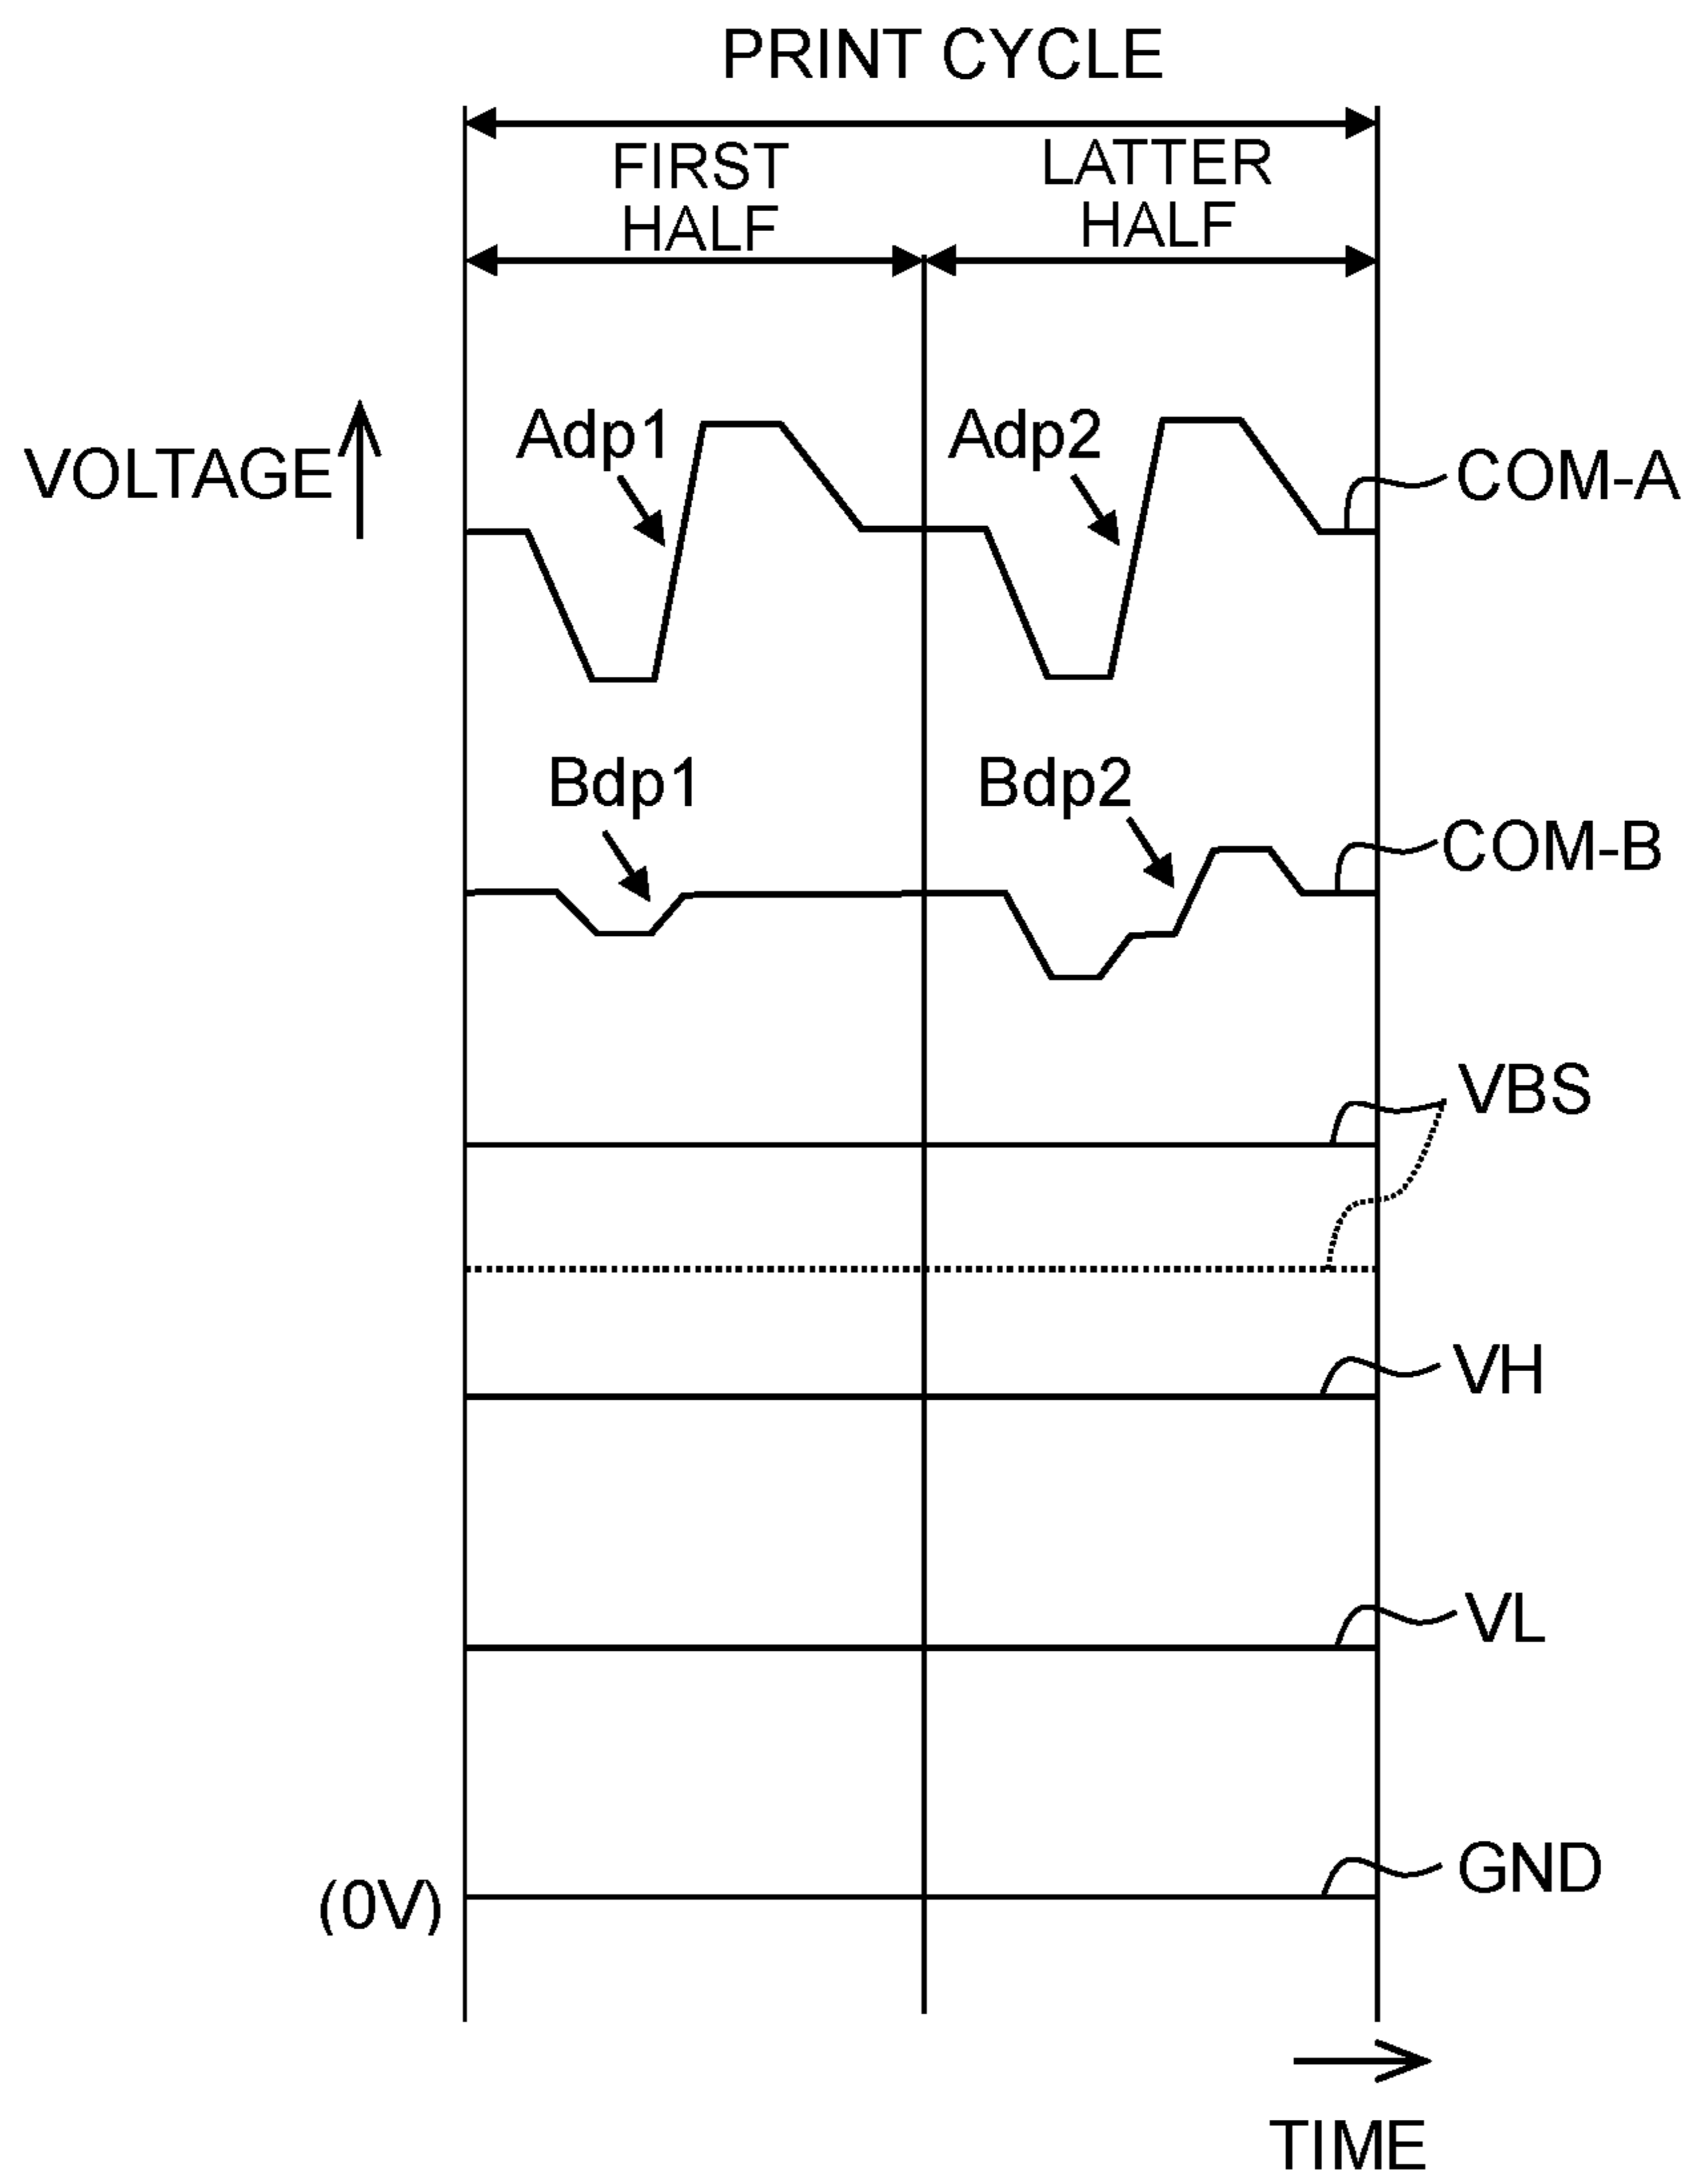 PRINT CYCLE
FIRST
HALF
LATTER
HALF
VOLTAGE
Adp1
Adp2
COM-A
Bdp1
Bdp2
COM-B
VBS
VH
VL
(0V)
GND
TIME